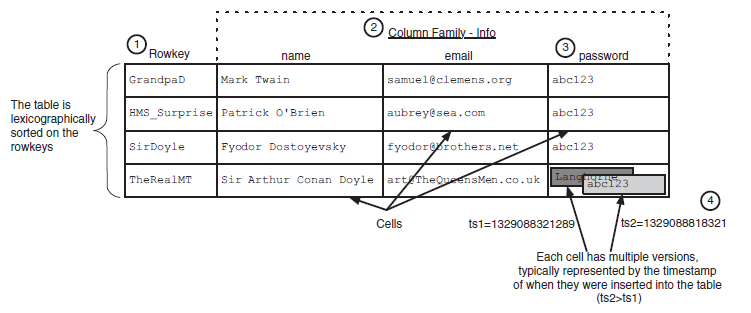 2 Column Family - Info
1 Rowkey name email 3 password
GrandpaD Mark Twain samuel@clemens.org abc123
HMS_Surprise Patrick O'Brien aubrey@sea.com abc123
SirDoyle Fyodor Dostoyevsky fyodor@brothers.net abc123
TheRealMT Sir Arthur Conan Doyle art@TheQueensMen.co.uk Langhorne
abc123
The table is
lexicographically
sorted on the
rowkeys
4
Cells ts1=1329088321289 ts2=1329088818321
Each cell has multiple versions,
typically represented by the timestamp
of when they were inserted into the table
(ts2>ts1)